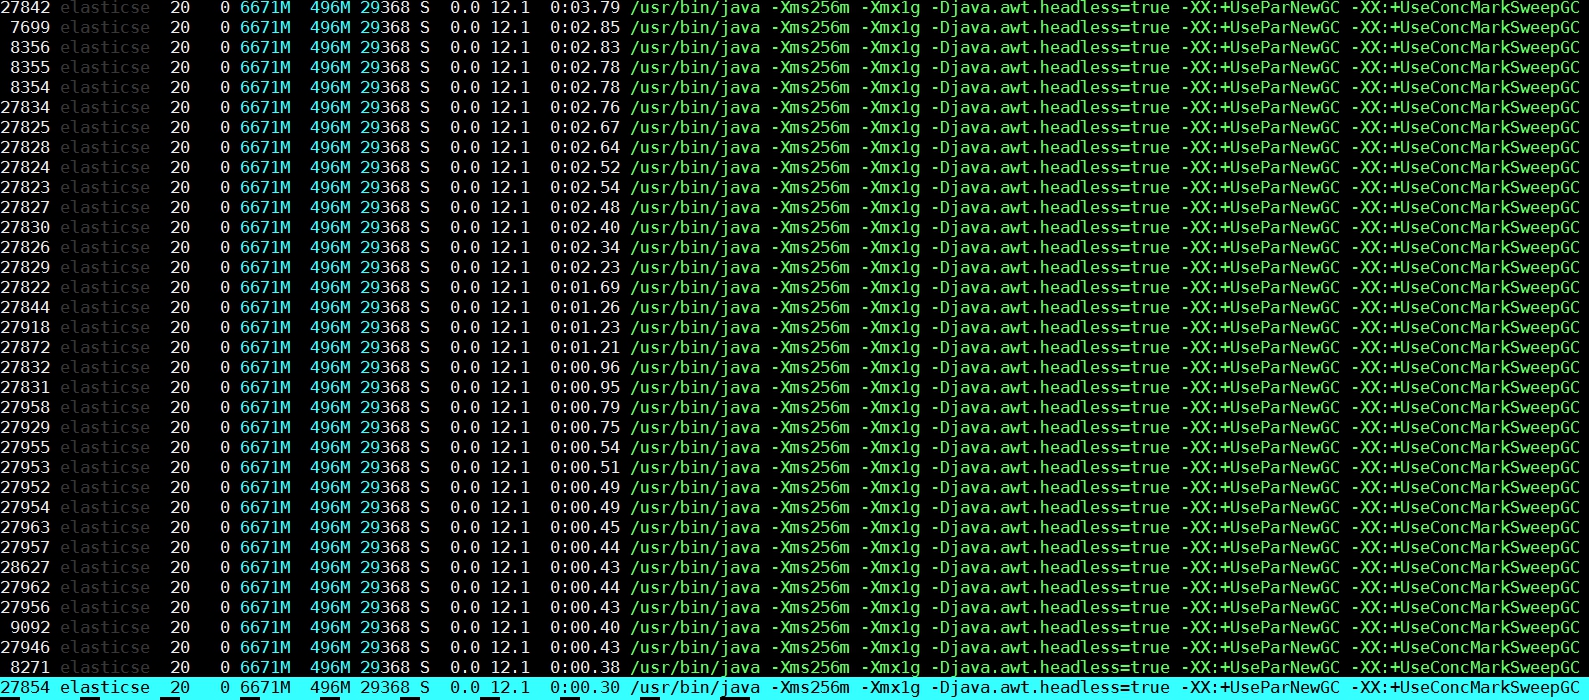 27842 elasticse 20 0 6671M 496M 29368 S 0.0 12.1 0:03.79 /usr/bin/java -Xms256m -Xmx1g -Djava.awt.headless=true -XX:+UseParNewGC -XX:+UseConcMarkSweepGC
7699 elasticse 20 0 6671M 496M 29368 S 0.0 12.1 0:02.85 /usr/bin/java -Xms256m -Xmx1g -Djava.awt.headless=true -XX:+UseParNewGC -XX:+UseConcMarkSweepGC
8356 elasticse 20 0 6671M 496M 29368 S 0.0 12.1 0:02.83 /usr/bin/java -Xms256m -Xmx1g -Djava.awt.headless=true -XX:+UseParNewGC -XX:+UseConcMarkSweepGC
8355 elasticse 20 0 6671M 496M 29368 S 0.0 12.1 0:02.78 /usr/bin/java -Xms256m -Xmx1g -Djava.awt.headless=true -XX:+UseParNewGC -XX:+UseConcMarkSweepGC
8354 elasticse 20 0 6671M 496M 29368 S 0.0 12.1 0:02.78 /usr/bin/java -Xms256m -Xmx1g -Djava.awt.headless=true -XX:+UseParNewGC -XX:+UseConcMarkSweepGC
27834 elasticse 20 0 6671M 496M 29368 S 0.0 12.1 0:02.76 /usr/bin/java -Xms256m -Xmx1g -Djava.awt.headless=true -XX:+UseParNewGC -XX:+UseConcMarkSweepGC
27825 elasticse 20 0 6671M 496M 29368 S 0.0 12.1 0:02.67 /usr/bin/java -Xms256m -Xmx1g -Djava.awt.headless=true -XX:+UseParNewGC -XX:+UseConcMarkSweepGC
27828 elasticse 20 0 6671M 496M 29368 S 0.0 12.1 0:02.64 /usr/bin/java -Xms256m -Xmx1g -Djava.awt.headless=true -XX:+UseParNewGC -XX:+UseConcMarkSweepGC
27824 elasticse 20 0 6671M 496M 29368 S 0.0 12.1 0:02.52 /usr/bin/java -Xms256m -Xmx1g -Djava.awt.headless=true -XX:+UseParNewGC -XX:+UseConcMarkSweepGC
27823 elasticse 20 0 6671M 496M 29368 S 0.0 12.1 0:02.54 /usr/bin/java -Xms256m -Xmx1g -Djava.awt.headless=true -XX:+UseParNewGC -XX:+UseConcMarkSweepGC
27827 elasticse 20 0 6671M 496M 29368 S 0.0 12.1 0:02.48 /usr/bin/java -Xms256m -Xmx1g -Djava.awt.headless=true -XX:+UseParNewGC -XX:+UseConcMarkSweepGC
27830 elasticse 20 0 6671M 496M 29368 S 0.0 12.1 0:02.40 /usr/bin/java -Xms256m -Xmx1g -Djava.awt.headless=true -XX:+UseParNewGC -XX:+UseConcMarkSweepGC
27826 elasticse 20 0 6671M 496M 29368 S 0.0 12.1 0:02.34 /usr/bin/java -Xms256m -Xmx1g -Djava.awt.headless=true -XX:+UseParNewGC -XX:+UseConcMarkSweepGC
27829 elasticse 20 0 6671M 496M 29368 S 0.0 12.1 0:02.23 /usr/bin/java -Xms256m -Xmx1g -Djava.awt.headless=true -XX:+UseParNewGC -XX:+UseConcMarkSweepGC
27822 elasticse 20 0 6671M 496M 29368 S 0.0 12.1 0:01.69 /usr/bin/java -Xms256m -Xmx1g -Djava.awt.headless=true -XX:+UseParNewGC -XX:+UseConcMarkSweepGC
27844 elasticse 20 0 6671M 496M 29368 S 0.0 12.1 0:01.26 /usr/bin/java -Xms256m -Xmx1g -Djava.awt.headless=true -XX:+UseParNewGC -XX:+UseConcMarkSweepGC
27918 elasticse 20 0 6671M 496M 29368 S 0.0 12.1 0:01.23 /usr/bin/java -Xms256m -Xmx1g -Djava.awt.headless=true -XX:+UseParNewGC -XX:+UseConcMarkSweepGC
27872 elasticse 20 0 6671M 496M 29368 S 0.0 12.1 0:01.21 /usr/bin/java -Xms256m -Xmx1g -Djava.awt.headless=true -XX:+UseParNewGC -XX:+UseConcMarkSweepGC
27832 elasticse 20 0 6671M 496M 29368 S 0.0 12.1 0:00.96 /usr/bin/java -Xms256m -Xmx1g -Djava.awt.headless=true -XX:+UseParNewGC -XX:+UseConcMarkSweepGC
27831 elasticse 20 0 6671M 496M 29368 S 0.0 12.1 0:00.95 /usr/bin/java -Xms256m -Xmx1g -Djava.awt.headless=true -XX:+UseParNewGC -XX:+UseConcMarkSweepGC
27958 elasticse 20 0 6671M 496M 29368 S 0.0 12.1 0:00.79 /usr/bin/java -Xms256m -Xmx1g -Djava.awt.headless=true -XX:+UseParNewGC -XX:+UseConcMarkSweepGC
27929 elasticse 20 0 6671M 496M 29368 S 0.0 12.1 0:00.75 /usr/bin/java -Xms256m -Xmx1g -Djava.awt.headless=true -XX:+UseParNewGC -XX:+UseConcMarkSweepGC
27955 elasticse 20 0 6671M 496M 29368 S 0.0 12.1 0:00.54 /usr/bin/java -Xms256m -Xmx1g -Djava.awt.headless=true -XX:+UseParNewGC -XX:+UseConcMarkSweepGC
27953 elasticse 20 0 6671M 496M 29368 S 0.0 12.1 0:00.51 /usr/bin/java -Xms256m -Xmx1g -Djava.awt.headless=true -XX:+UseParNewGC -XX:+UseConcMarkSweepGC
27952 elasticse 20 0 6671M 496M 29368 S 0.0 12.1 0:00.49 /usr/bin/java -Xms256m -Xmx1g -Djava.awt.headless=true -XX:+UseParNewGC -XX:+UseConcMarkSweepGC
27954 elasticse 20 0 6671M 496M 29368 S 0.0 12.1 0:00.49 /usr/bin/java -Xms256m -Xmx1g -Djava.awt.headless=true -XX:+UseParNewGC -XX:+UseConcMarkSweepGC
27963 elasticse 20 0 6671M 496M 29368 S 0.0 12.1 0:00.45 /usr/bin/java -Xms256m -Xmx1g -Djava.awt.headless=true -XX:+UseParNewGC -XX:+UseConcMarkSweepGC
27957 elasticse 20 0 6671M 496M 29368 S 0.0 12.1 0:00.44 /usr/bin/java -Xms256m -Xmx1g -Djava.awt.headless=true -XX:+UseParNewGC -XX:+UseConcMarkSweepGC
28627 elasticse 20 0 6671M 496M 29368 S 0.0 12.1 0:00.43 /usr/bin/java -Xms256m -Xmx1g -Djava.awt.headless=true -XX:+UseParNewGC -XX:+UseConcMarkSweepGC
27962 elasticse 20 0 6671M 496M 29368 S 0.0 12.1 0:00.44 /usr/bin/java -Xms256m -Xmx1g -Djava.awt.headless=true -XX:+UseParNewGC -XX:+UseConcMarkSweepGC
27956 elasticse 20 0 6671M 496M 29368 S 0.0 12.1 0:00.43 /usr/bin/java -Xms256m -Xmx1g -Djava.awt.headless=true -XX:+UseParNewGC -XX:+UseConcMarkSweepGC
9092 elasticse 20 0 6671M 496M 29368 S 0.0 12.1 0:00.40 /usr/bin/java -Xms256m -Xmx1g -Djava.awt.headless=true -XX:+UseParNewGC -XX:+UseConcMarkSweepGC
27946 elasticse 20 0 6671M 496M 29368 S 0.0 12.1 0:00.43 /usr/bin/java -Xms256m -Xmx1g -Djava.awt.headless=true -XX:+UseParNewGC -XX:+UseConcMarkSweepGC
8271 elasticse 20 0 6671M 496M 29368 S 0.0 12.1 0:00.38 /usr/bin/java -Xms256m -Xmx1g -Djava.awt.headless=true -XX:+UseParNewGC -XX:+UseConcMarkSweepGC
27854 elasticse 20 0 6671M 496M 29368 S 0.0 12.1 0:00.30 /usr/bin/java -Xms256m -Xmx1g -Djava.awt.headless=true -XX:+UseParNewGC -XX:+UseConcMarkSweepGC